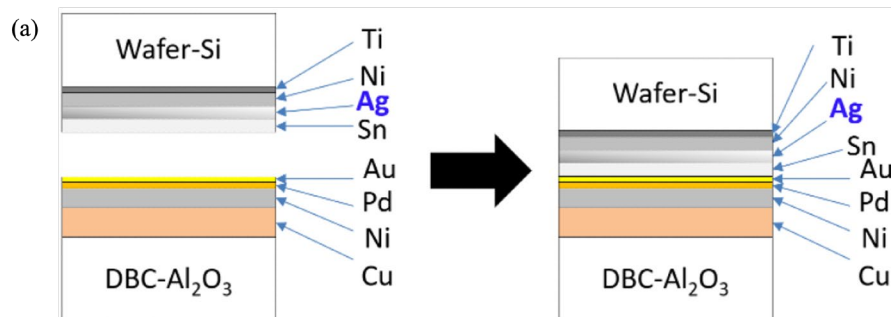 (a)
Wafer-Si
Ti
Ni
Ag
Sn
Au
Pd
Ni
Cu
DBC-Al₂O₃
Wafer-Si
Ti
Ni
Ag
Sn
Au
Pd
Ni
Cu
DBC-Al₂O₃